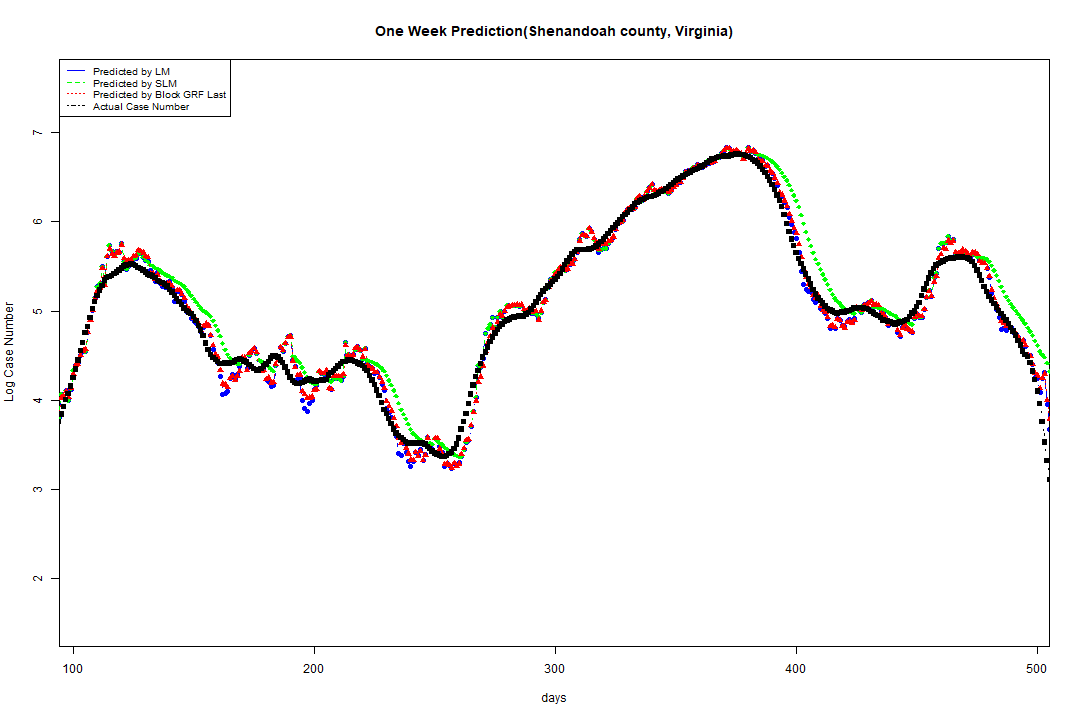 One Week Prediction(Shenandoah county, Virginia)
Predicted by LM
Predicted by SLM
Predicted by Block GRF Last
Actual Case Number
7
6
5
4
3
2
Log Case Number
100 200 300 400 500
days